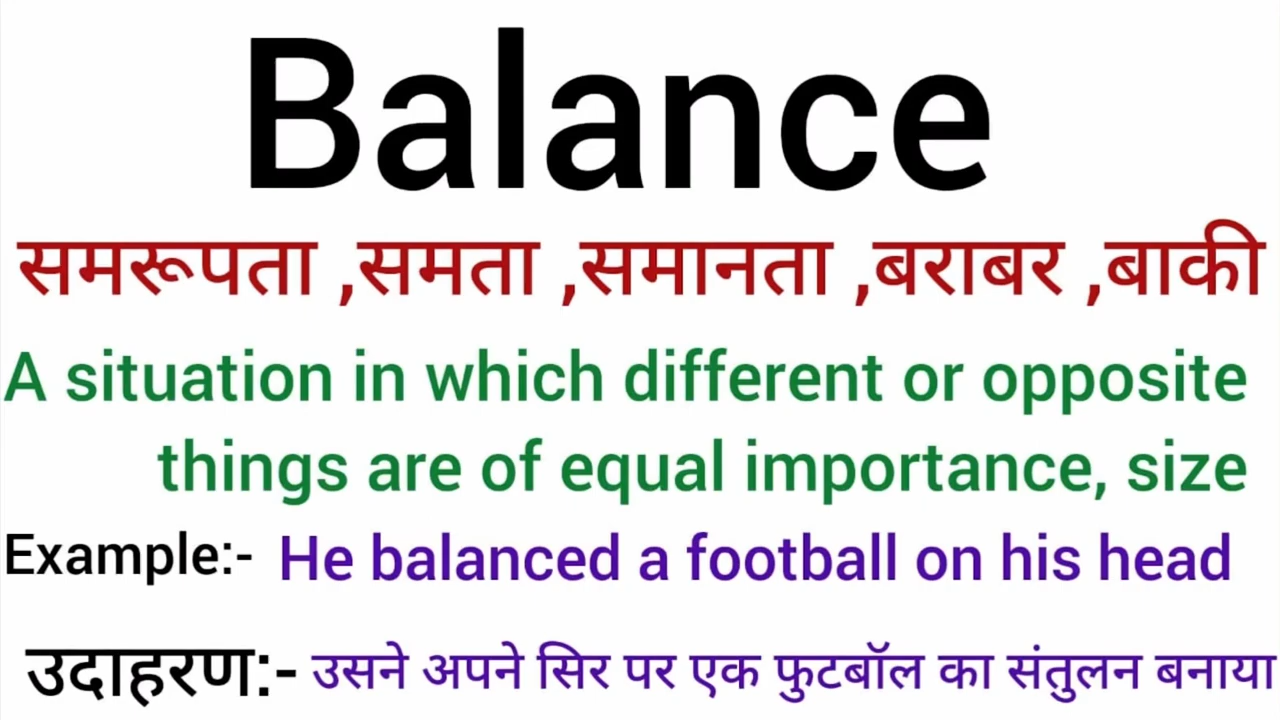 Balance
समरूपता ,समता ,समानता ,बराबर ,बाकी
A situation in which different or opposite
things are of equal importance, size
Example:- He balanced a football on his head
उदाहरण:- उसने अपने सिर पर एक फुटबॉल का संतुलन बनाया